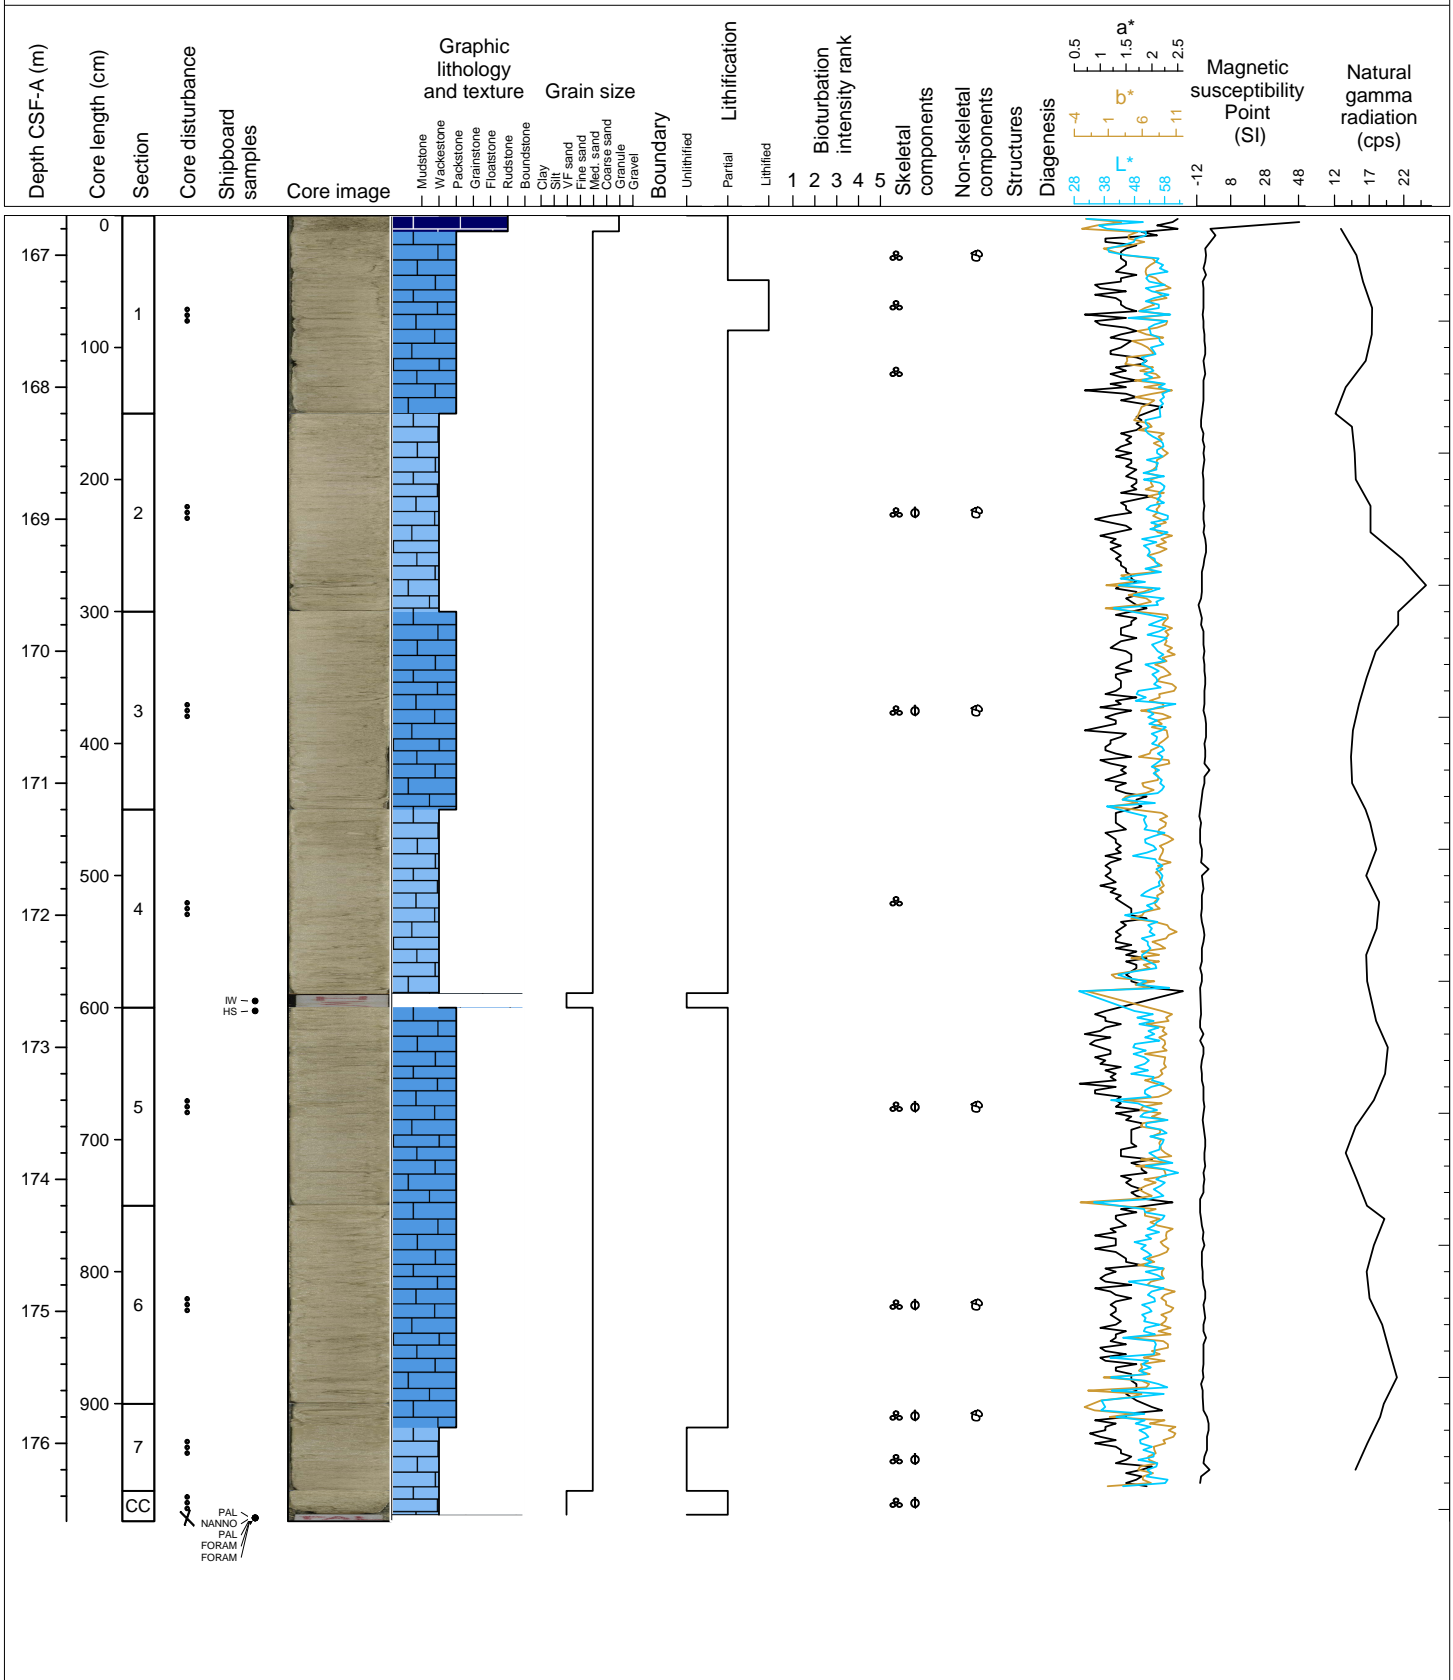 Depth CSF-A (m)
Core length (cm)
Section
Core disturbance
Shipboard
samples
Core image
Graphic
lithology
and texture
Mudstone
Wackestone
Packstone
Grainstone
Floatstone
Rudstone
Boundstone
Grain size
Clay
Silt
VF sand
Fine sand
Med. sand
Coarse sand
Granule
Gravel
Boundary
Lithification
Unlithified
Partial
Lithified
Bioturbation
intensity rank
1 2 3 4 5
Skeletal
components
Non-skeletal
components
Structures
Diagenesis
a*
0.5 1 1.5 2 2.5
b*
-4 1 6 11
L*
28 38 48 58
Magnetic
susceptibility
Point
(SI)
-12 8 28 48
Natural
gamma
radiation
(cps)
12 17 22
0
167
1
100
168
200
169
2
300
170
3
400
171
500
172
4
IW
600
HS
173
5
700
174
800
175
6
900
176
7
CC
PAL
NANNO
PAL
FORAM
FORAM